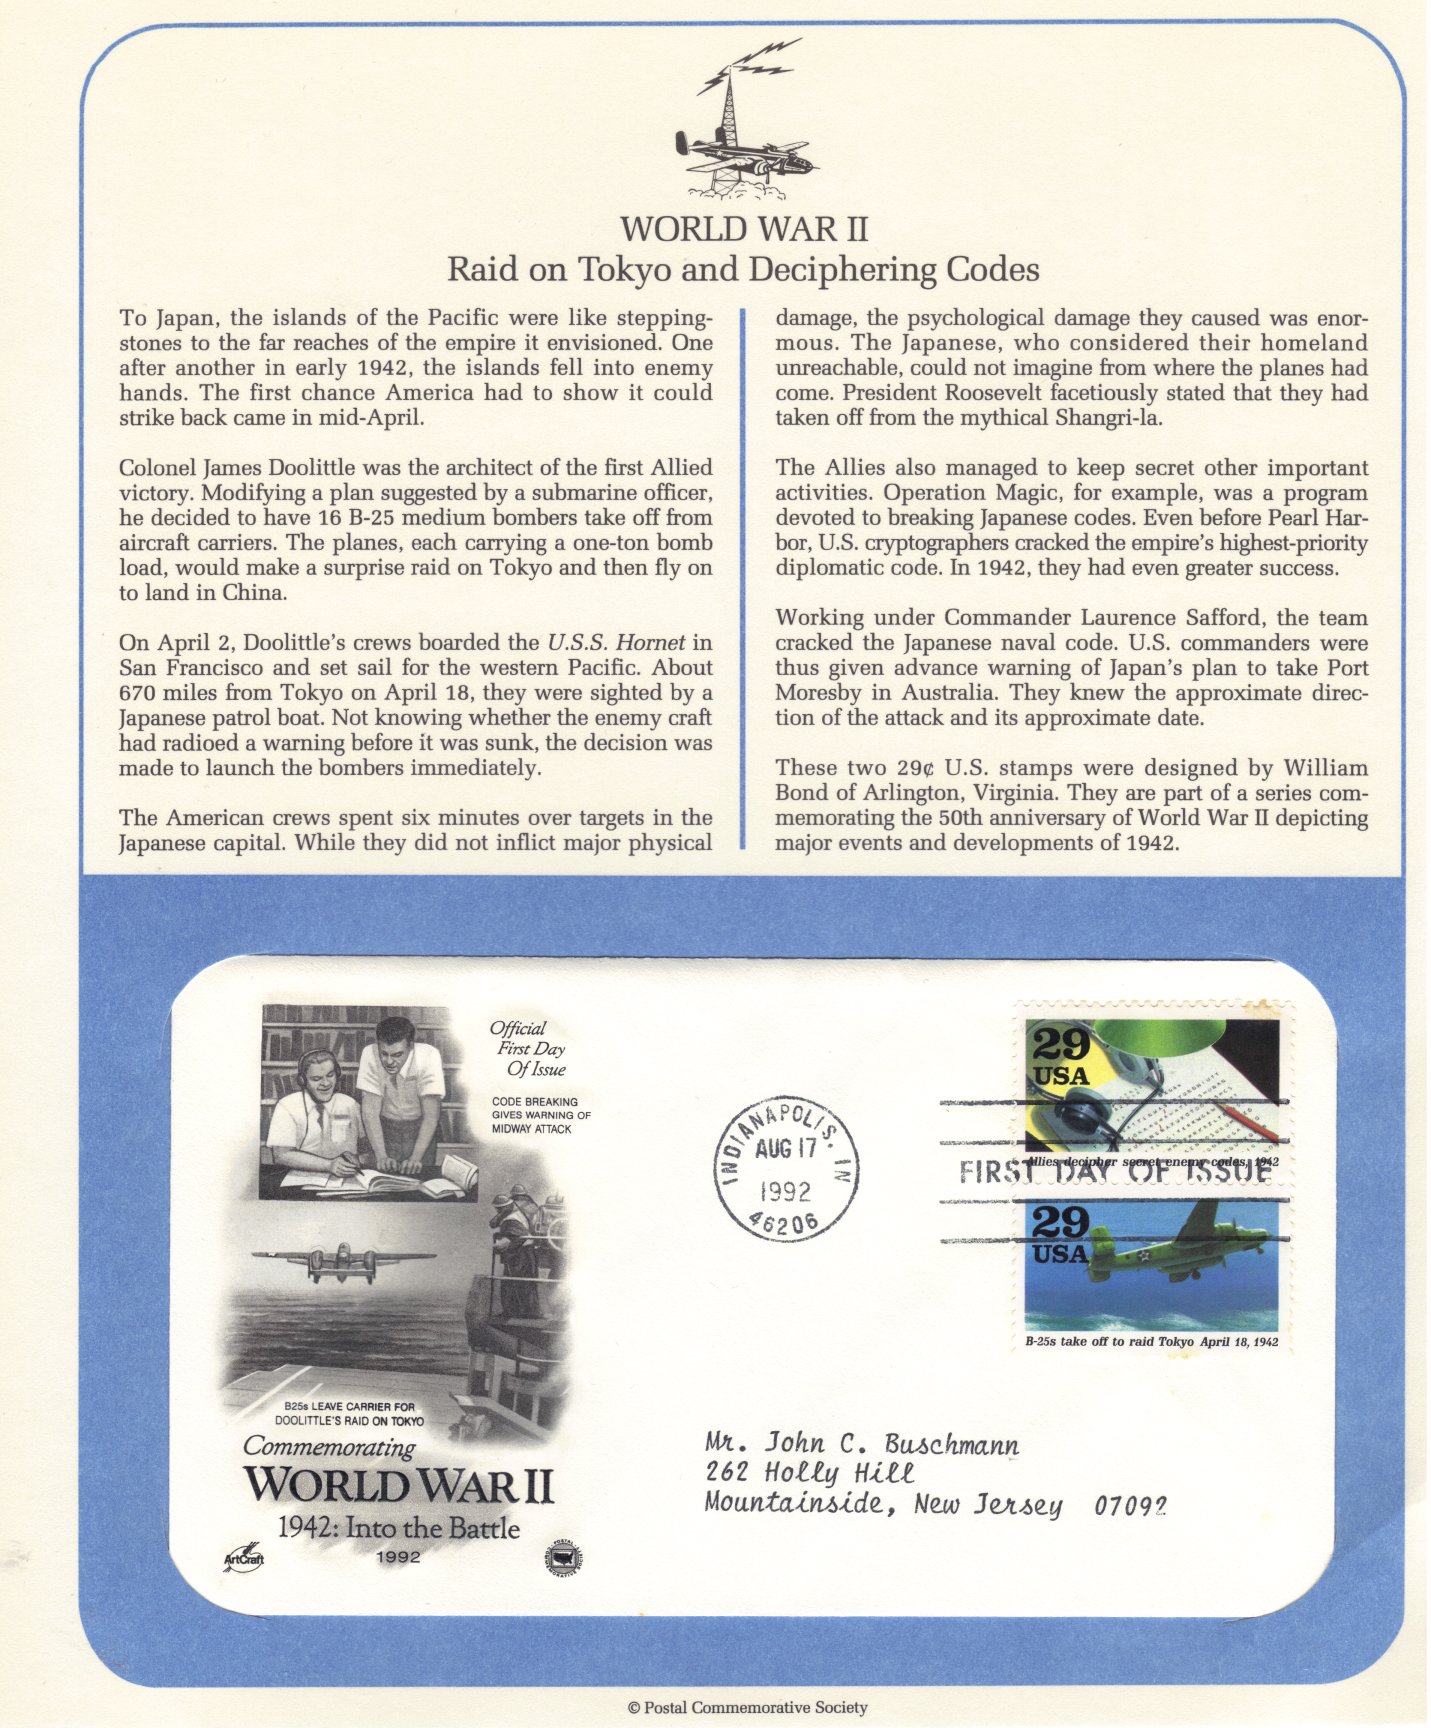 WORLD WAR II
Raid on Tokyo and Deciphering Codes
To Japan, the islands of the Pacific were like stepping-
stones to the far reaches of the empire it envisioned. One
after another in early 1942, the islands fell into enemy
hands. The first chance America had to show it could
strike back came in mid-April.
Colonel James Doolittle was the architect of the first Allied
victory. Modifying a plan suggested by a submarine officer,
he decided to have 16 B-25 medium bombers take off from
aircraft carriers. The planes, each carrying a one-ton bomb
load, would make a surprise raid on Tokyo and then fly on
to land in China.
On April 2, Doolittle's crews boarded the U.S.S. Hornet in
San Francisco and set sail for the western Pacific. About
670 miles from Tokyo on April 18, they were sighted by a
Japanese patrol boat. Not knowing whether the enemy craft
had radioed a warning before it was sunk, the decision was
made to launch the bombers immediately.
The American crews spent six minutes over targets in the
Japanese capital. While they did not inflict major physical
damage, the psychological damage they caused was enor-
mous. The Japanese, who considered their homeland
unreachable, could not imagine from where the planes had
come. President Roosevelt facetiously stated that they had
taken off from the mythical Shangri-la.
The Allies also managed to keep secret other important
activities. Operation Magic, for example, was a program
devoted to breaking Japanese codes. Even before Pearl Har-
bor, U.S. cryptographers cracked the empire's highest-priority
diplomatic code. In 1942, they had even greater success.
Working under Commander Laurence Safford, the team
cracked the Japanese naval code. U.S. commanders were
thus given advance warning of Japan's plan to take Port
Moresby in Australia. They knew the approximate direc-
tion of the attack and its approximate date.
These two 29¢ U.S. stamps were designed by William
Bond of Arlington, Virginia. They are part of a series com-
memorating the 50th anniversary of World War II depicting
major events and developments of 1942.
Official
First Day
Of Issue
CODE BREAKING
GIVES WARNING OF
MIDWAY ATTACK
B25s LEAVE CARRIER FOR
DOOLITTLE'S RAID ON TOKYO
Commemorating
WORLD WAR II
1942: Into the Battle
1992
ArtCraft
POSTAL COMMEMORATIVE SOCIETY
INDIANAPOLIS, IN
AUG 17
1992
46206
29
USA
Allies decipher secret enemy codes, 1942
FIRST DAY OF ISSUE
29
USA
B-25s take off to raid Tokyo April 18, 1942
Mr. John C. Buschmann
262 Holly Hill
Mountainside, New Jersey 07092
© Postal Commemorative Society